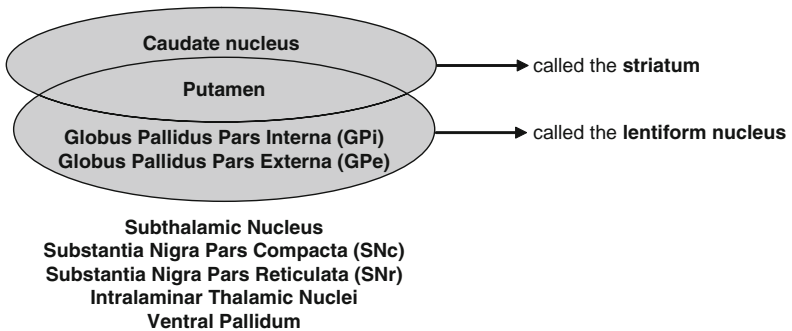 Caudate nucleus
called the striatum
Putamen
Globus Pallidus Pars Interna (GPi)
called the lentiform nucleus
Globus Pallidus Pars Externa (GPe)
Subthalamic Nucleus
Substantia Nigra Pars Compacta (SNc)
Substantia Nigra Pars Reticulata (SNr)
Intralaminar Thalamic Nuclei
Ventral Pallidum